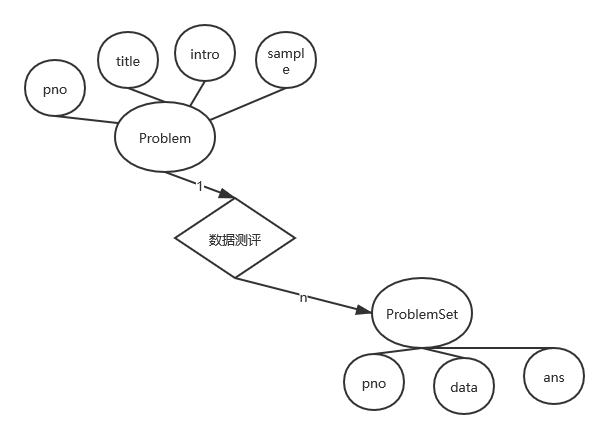 pno
title
intro
sampl
e
Problem
1
数据测评
n
ProblemSet
pno
data
ans